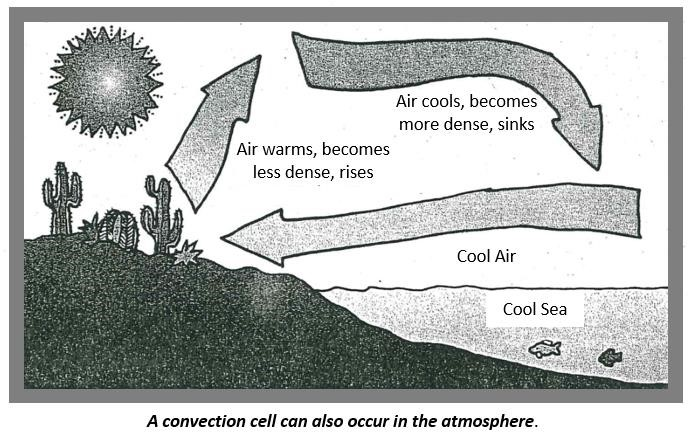 Air cools, becomes
more dense, sinks
Air warms, becomes
less dense, rises
Cool Air
Cool Sea
A convection cell can also occur in the atmosphere.